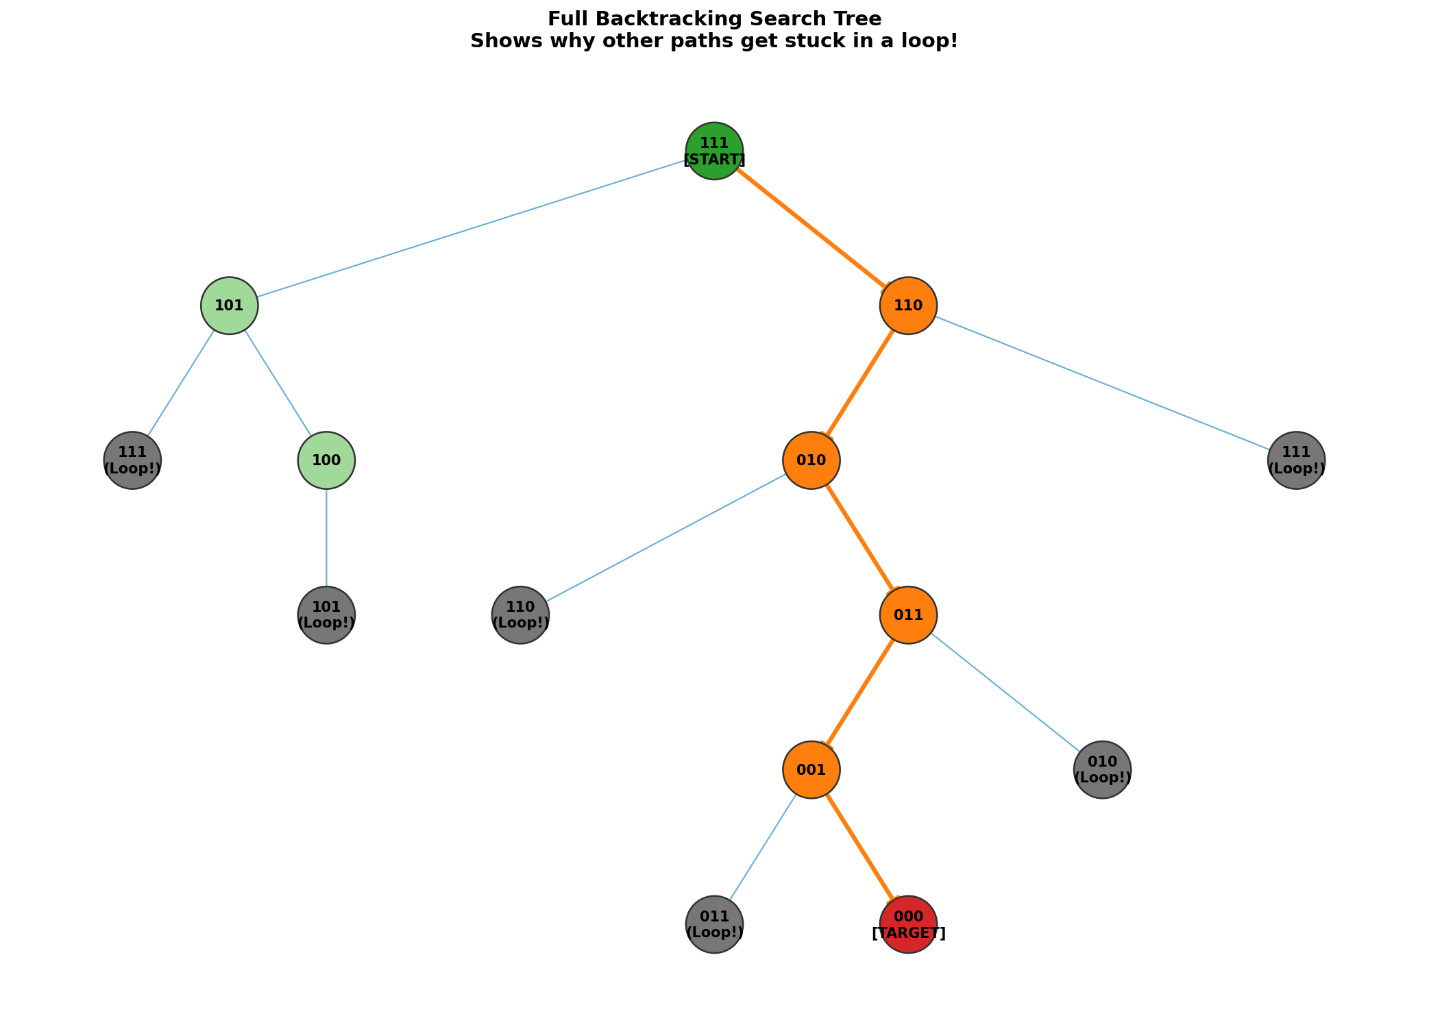 Full Backtracking Search Tree
Shows why other paths get stuck in a loop!
111
[START]
101
110
111
(Loop!)
100
010
111
(Loop!)
101
(Loop!)
110
(Loop!)
011
001
010
(Loop!)
011
(Loop!)
000
[TARGET]